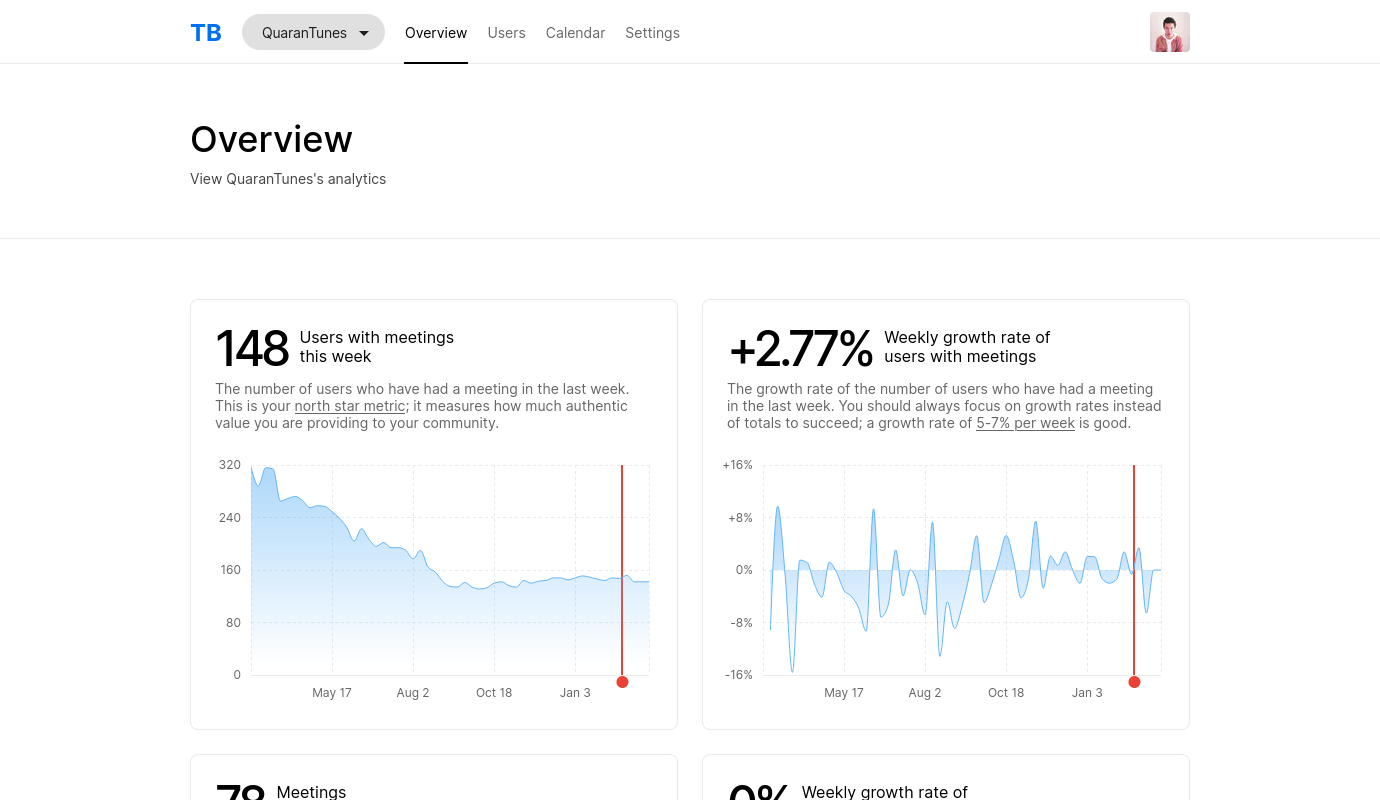 TB
QuaranTunes
Overview
Users
Calendar
Settings
Overview
View QuaranTunes's analytics
148
Users with meetings
this week
The number of users who have had a meeting in the last week.
This is your north star metric; it measures how much authentic
value you are providing to your community.
320
240
160
80
0
May 17
Aug 2
Oct 18
Jan 3
+2.77%
Weekly growth rate of
users with meetings
The growth rate of the number of users who have had a meeting
in the last week. You should always focus on growth rates instead
of totals to succeed; a growth rate of 5-7% per week is good.
+16%
+8%
0%
-8%
-16%
May 17
Aug 2
Oct 18
Jan 3
78
Meetings
0%
Weekly growth rate of